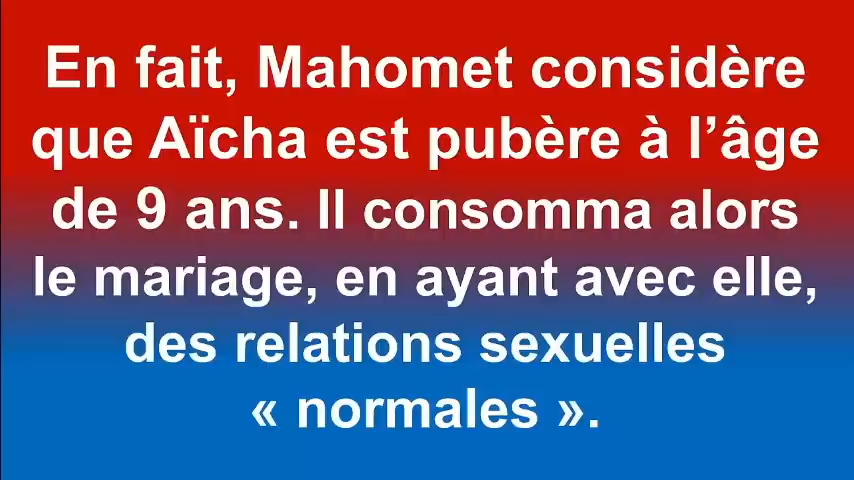 En fait, Mahomet considère
que Aïcha est pubère à l’âge
de 9 ans. Il consomma alors
le mariage, en ayant avec elle,
des relations sexuelles
« normales ».